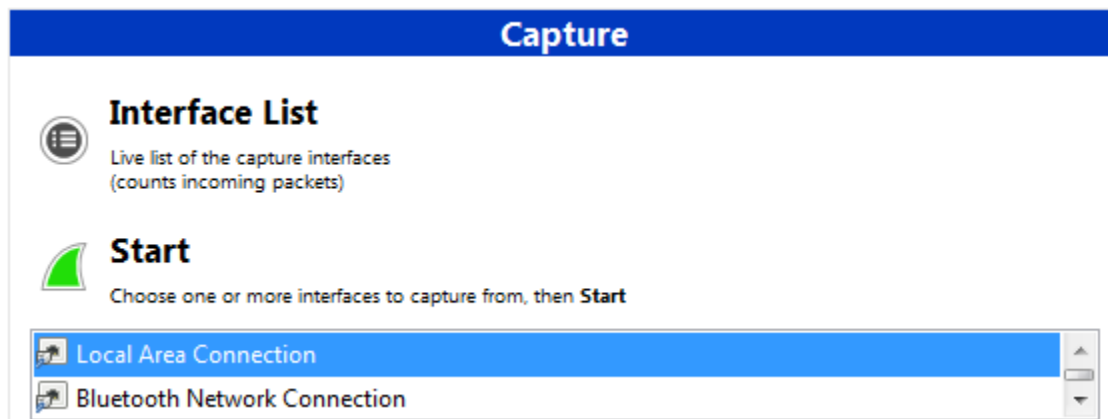 Capture
Interface List
Live list of the capture interfaces
(counts incoming packets)
Start
Choose one or more interfaces to capture from, then Start
Local Area Connection
Bluetooth Network Connection